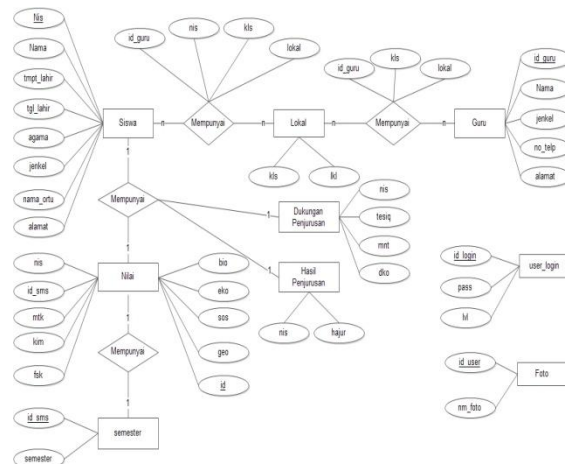 Nis
Nama
tmpt_lahir
tgl_lahir
agama
jenkel
nama_ortu
alamat
Siswa
id_guru
nis
kls
lokal
n
Mempunyai
n
Lokal
kls
lkl
id_guru
kls
lokal
n
Mempunyai
n
Guru
id_guru
Nama
jenkel
no_telp
alamat
1
Mempunyai
1
Dukungan
Penjurusan
nis
tesiq
mnt
dko
1
Hasil
Penjurusan
nis
hajur
1
Nilai
nis
id_sms
mtk
kim
fsk
bio
eko
sos
geo
id
1
Mempunyai
1
semester
id_sms
semester
id_login
pass
lvl
user_login
id_user
nm_foto
Foto